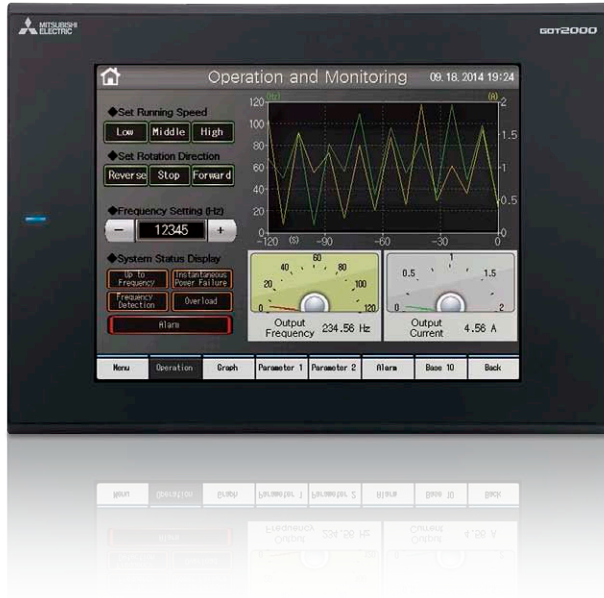 MITSUBISHI
ELECTRIC
GOT2000
Operation and Monitoring
09. 18. 2014 19:24
◆Set Running Speed
Low Middle High
◆Set Rotation Direction
Reverse Stop Forward
◆Frequency Setting (Hz)
− 12345 +
◆System Status Display
Up to
Frequency
Instantaneous
Power Failure
Frequency
Detection
Overload
Alarm
(Hz) (A)
120 2
100
1.5
80
60 1
40
0.5
20
0 0
-120 (S) -90 -60 -30 0
0 20 40 60 80 100 120
Output
Frequency 234.56 Hz
0 0.5 1 1.5 2
Output
Current 4.56 A
Menu Operation Graph Parameter 1 Parameter 2 Alarm Base 10 Back